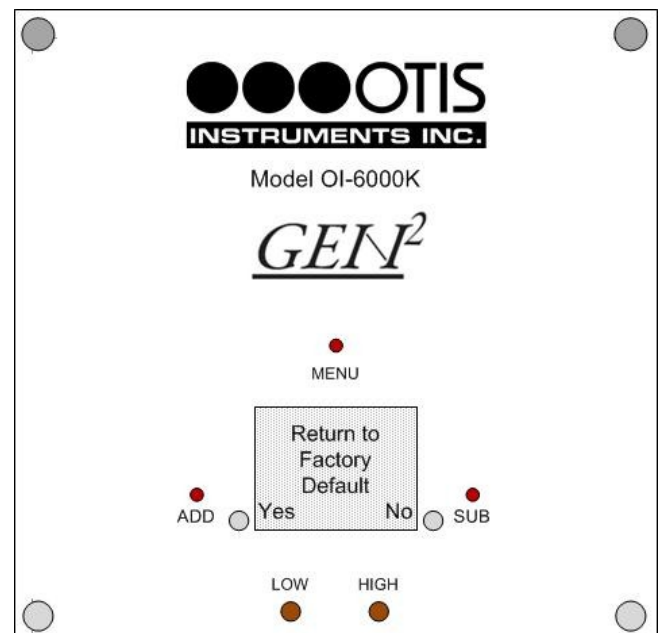 OTIS
INSTRUMENTS INC.
Model OI-6000K
GEN²
MENU
Return to
Factory
Default
Yes No
ADD SUB
LOW HIGH